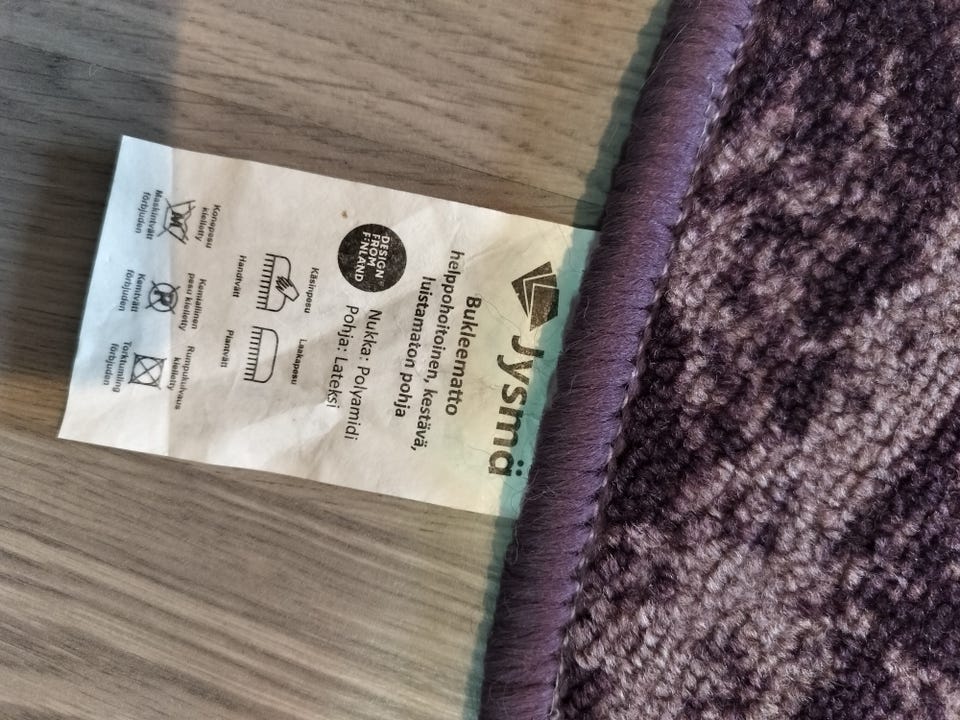 Jysmä
Bukleematto
helppohoitoinen, kestävä,
luistamaton pohja
DESIGN
FROM
FINLAND
Nukka: Polyamidi
Pohja: Lateksi
Käsinpesu
Handtvätt
Laakapesu
Plantvätt
Konepesu
kielletty
M
Maskintvätt
förbjuden
Kemiallinen
pesu kielletty
P
Kemtvätt
förbjuden
Rumpukuivaus
kielletty
Torktumling
förbjuden